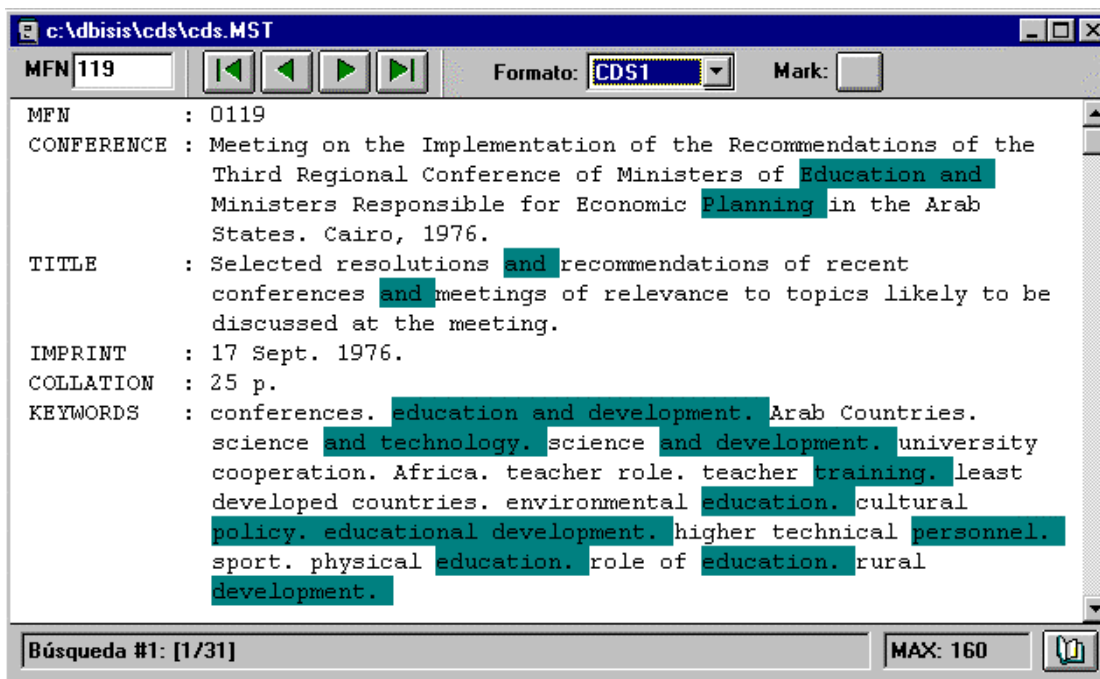 c:\dbisis\cds\cds.MST
MFN 119 Formato: CDS1 Mark:
MFN : 0119
CONFERENCE : Meeting on the Implementation of the Recommendations of the
Third Regional Conference of Ministers of Education and
Ministers Responsible for Economic Planning in the Arab
States. Cairo, 1976.
TITLE : Selected resolutions and recommendations of recent
conferences and meetings of relevance to topics likely to be
discussed at the meeting.
IMPRINT : 17 Sept. 1976.
COLLATION : 25 p.
KEYWORDS : conferences. education and development. Arab Countries.
science and technology. science and development. university
cooperation. Africa. teacher role. teacher training. least
developed countries. environmental education. cultural
policy. educational development. higher technical personnel.
sport. physical education. role of education. rural
development.
Búsqueda #1: [1/31] MAX: 160